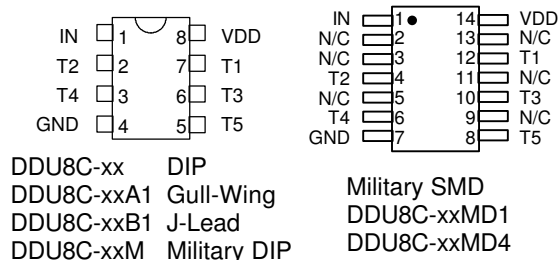 IN 1 8 VDD
T2 2 7 T1
T4 3 6 T3
GND 4 5 T5
DDU8C-xx DIP
DDU8C-xxA1 Gull-Wing
DDU8C-xxB1 J-Lead
DDU8C-xxM Military DIP
IN 1 14 VDD
N/C 2 13 N/C
N/C 3 12 T1
T2 4 11 N/C
N/C 5 10 T3
T4 6 9 N/C
GND 7 8 T5
Military SMD
DDU8C-xxMD1
DDU8C-xxMD4